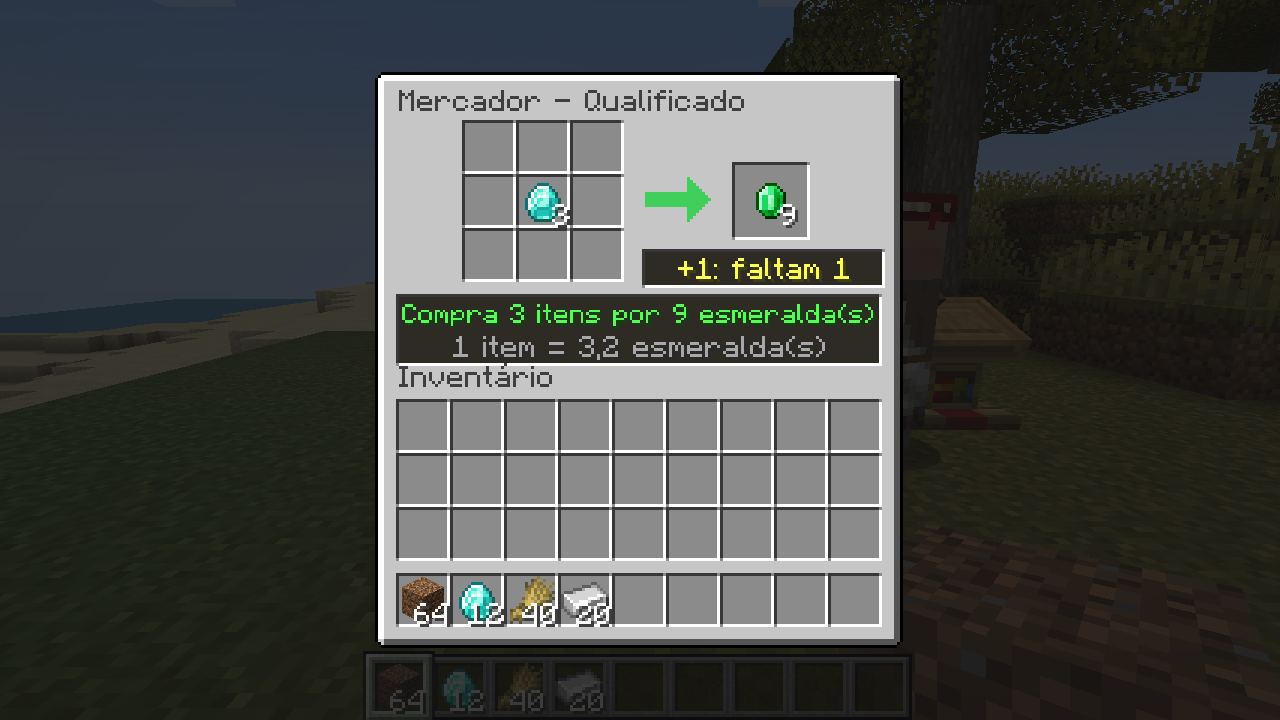 Mercador - Qualificado
3
9
+1: faltam 1
Compra 3 itens por 9 esmeralda(s)
1 item = 3,2 esmeralda(s)
Inventário
64 12 40 20
64 12 40 20